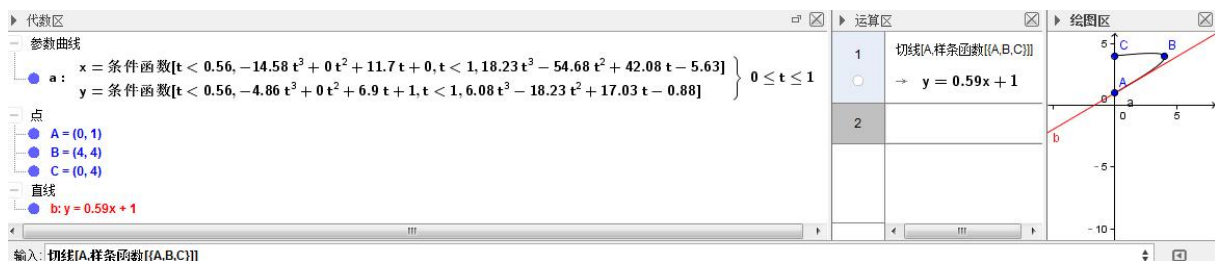 代数区
参数曲线
a : x = 条件函数[t < 0.56, -14.58 t³ + 0 t² + 11.7 t + 0, t < 1, 18.23 t³ - 54.68 t² + 42.08 t - 5.63]
y = 条件函数[t < 0.56, -4.86 t³ + 0 t² + 6.9 t + 1, t < 1, 6.08 t³ - 18.23 t² + 17.03 t - 0.88]
} 0 ≤ t ≤ 1
点
A = (0, 1)
B = (4, 4)
C = (0, 4)
直线
b: y = 0.59x + 1
运算区
1 切线[A,样条函数[{A,B,C}]]
→ y = 0.59x + 1
2
绘图区
5
C
B
A
0
a
0
5
b
-5
-10
输入: 切线[A,样条函数[{A,B,C}]]